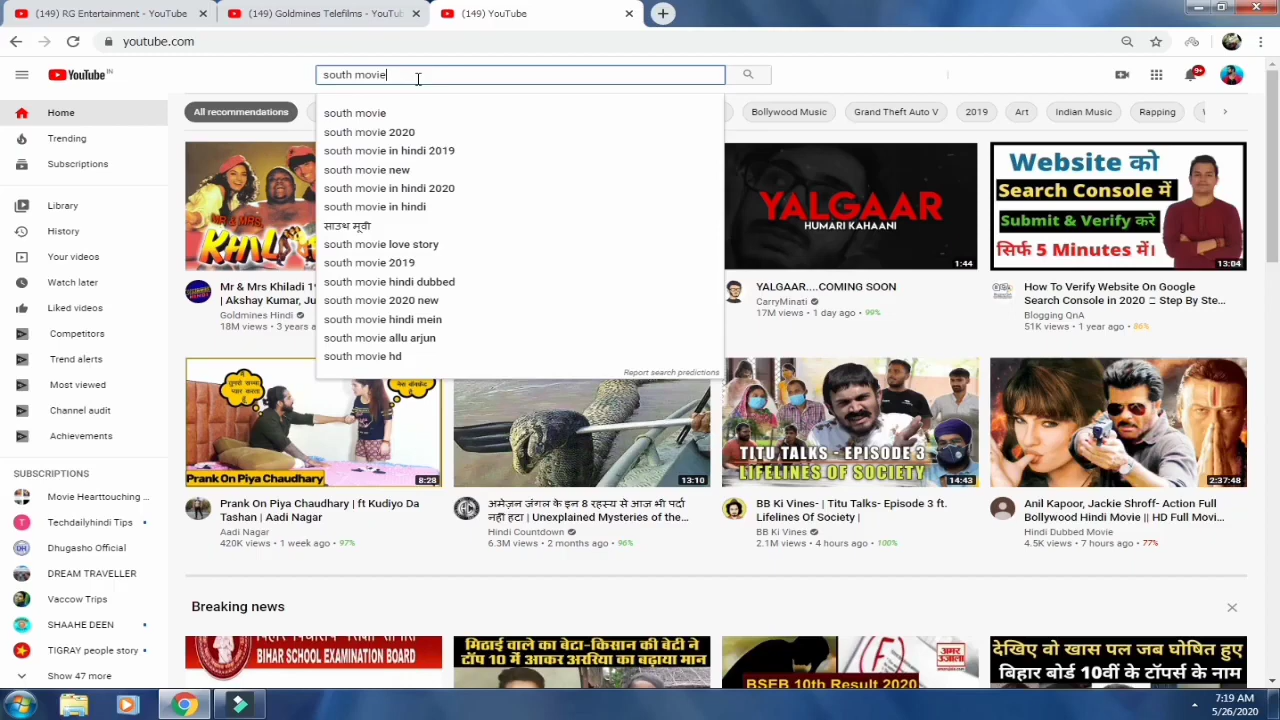 (149) RG Entertainment - YouTube
(149) Goldmines Telefilms - YouTube
(149) YouTube
youtube.com
YouTube IN
south movie
9+
Home
Trending
Subscriptions
Library
History
Your videos
Watch later
Liked videos
Competitors
Trend alerts
Most viewed
Channel audit
Achievements
SUBSCRIPTIONS
Movie Hearttouching ...
Techdailyhindi Tips
Dhugasho Official
DREAM TRAVELLER
Vaccow Trips
SHAAHE DEEN
TIGRAY people story
Show 47 more
All recommendations
Bollywood Music
Grand Theft Auto V
2019
Art
Indian Music
Rapping
south movie
south movie 2020
south movie in hindi 2019
south movie new
south movie in hindi 2020
south movie in hindi
साउथ मूवी
south movie love story
south movie 2019
south movie hindi dubbed
south movie 2020 new
south movie hindi mein
south movie allu arjun
south movie hd
Report search predictions
MR & MRS
Mr & Mrs Khiladi
| Akshay Kumar,
Goldmines Hindi
18M views • 3 years
YALGAAR
HUMARI KAHAANI
1:44
YALGAAR....COMING SOON
CarryMinati
17M views • 1 day ago • 99%
Website को
Search Console में
Submit & Verify करे
सिर्फ 5 Minutes में।
13:04
How To Verify Website On Google
Search Console in 2020 □ Step By Ste...
Blogging QnA
51K views • 1 year ago • 86%
Prank On Piya Chaudhary
8:28
Prank On Piya Chaudhary | ft Kudiyo Da
Tashan | Aadi Nagar
Aadi Nagar
420K views • 1 week ago • 97%
13:10
अमेज़न जंगल के इन 8 रहस्य से आज भी पर्दा
नहीं हटा | Unexplained Mysteries of the...
Hindi Countdown
6.3M views • 2 months ago • 96%
TITU TALKS - EPISODE 3
LIFELINES OF SOCIETY
14:43
BB Ki Vines- | Titu Talks- Episode 3 ft.
Lifelines Of Society |
BB Ki Vines
2.1M views • 4 hours ago • 100%
2:37:48
Anil Kapoor, Jackie Shroff- Action Full
Bollywood Hindi Movie || HD Full Movi...
Hindi Dubbed Movie
4.5K views • 7 hours ago • 77%
Breaking news
BIHAR SCHOOL EXAMINATION
BOARD
मिठाई वाले का बेटा-किसान की बेटी ने
टॉप 10 में आकर अररिया का बढ़ाया मान
अमर उजाला
BSEB 10th Result 2020
देखिए वो खास पल जब घोषित हुए
बिहार बोर्ड 10वीं के टॉपर्स के नाम
7:19 AM
5/26/2020